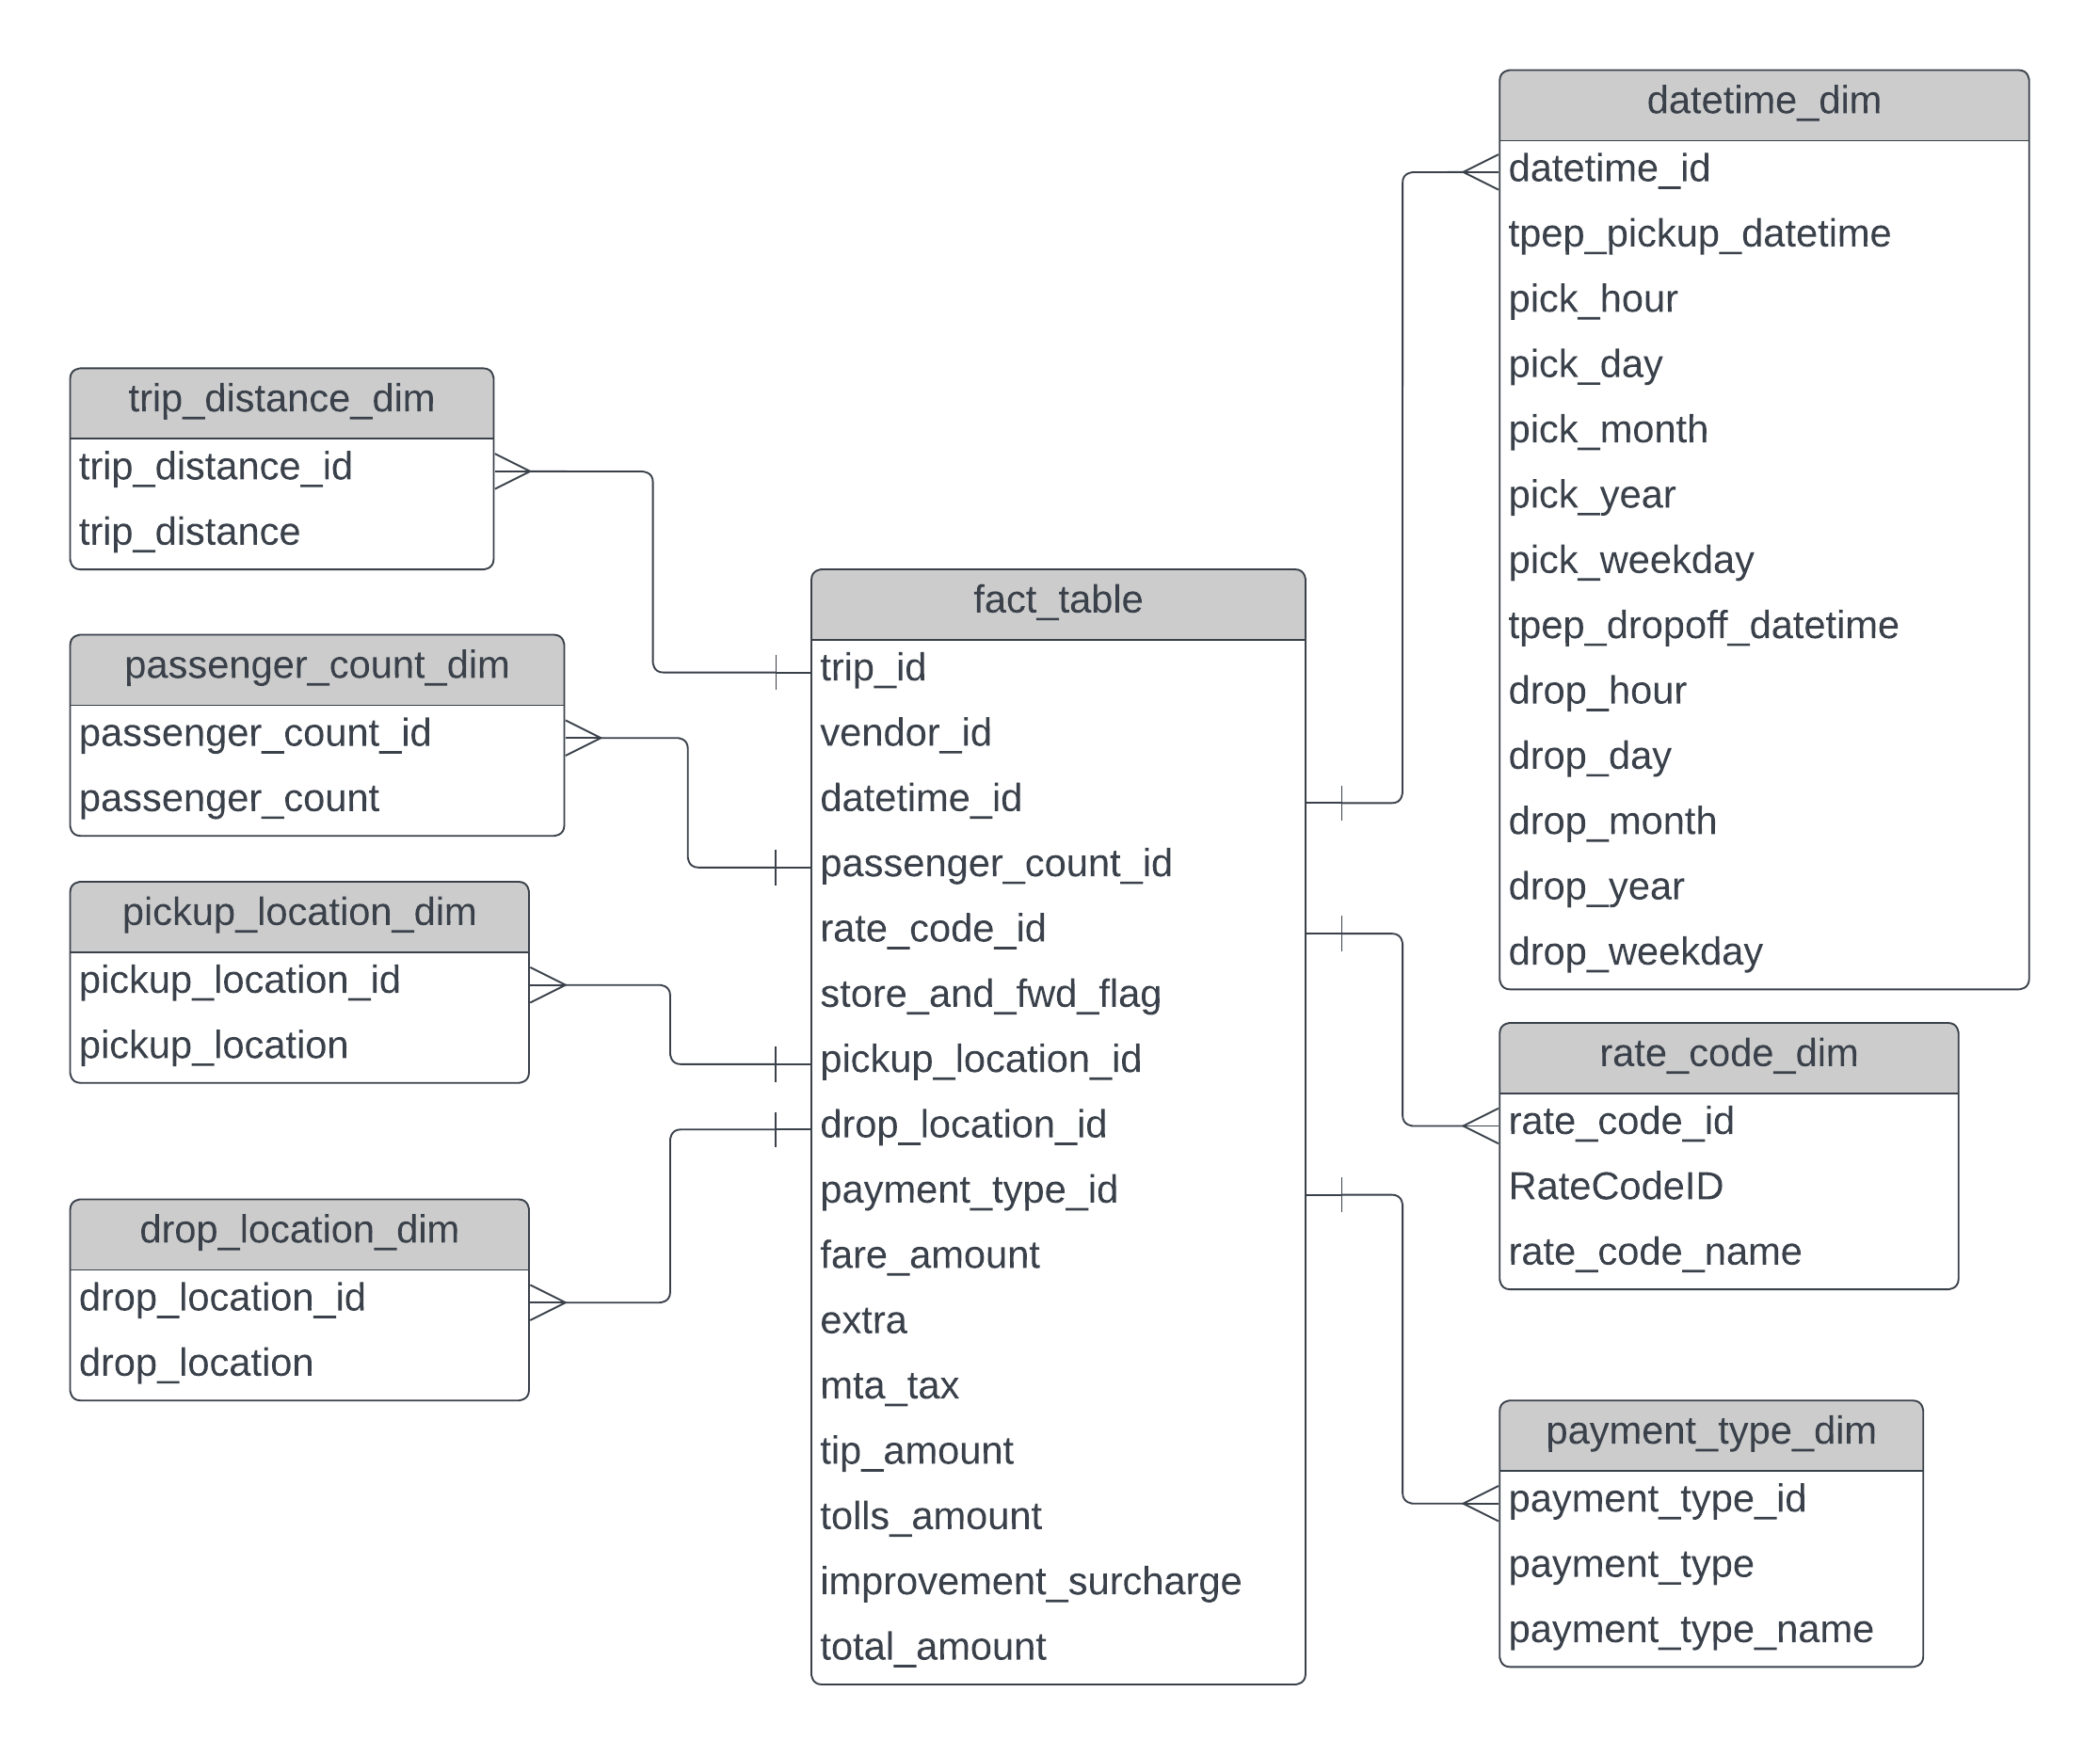 datetime_dim
datetime_id
tpep_pickup_datetime
pick_hour
pick_day
pick_month
pick_year
pick_weekday
tpep_dropoff_datetime
drop_hour
drop_day
drop_month
drop_year
drop_weekday
trip_distance_dim
trip_distance_id
trip_distance
passenger_count_dim
passenger_count_id
passenger_count
pickup_location_dim
pickup_location_id
pickup_location
drop_location_dim
drop_location_id
drop_location
fact_table
trip_id
vendor_id
datetime_id
passenger_count_id
rate_code_id
store_and_fwd_flag
pickup_location_id
drop_location_id
payment_type_id
fare_amount
extra
mta_tax
tip_amount
tolls_amount
improvement_surcharge
total_amount
rate_code_dim
rate_code_id
RateCodeID
rate_code_name
payment_type_dim
payment_type_id
payment_type
payment_type_name